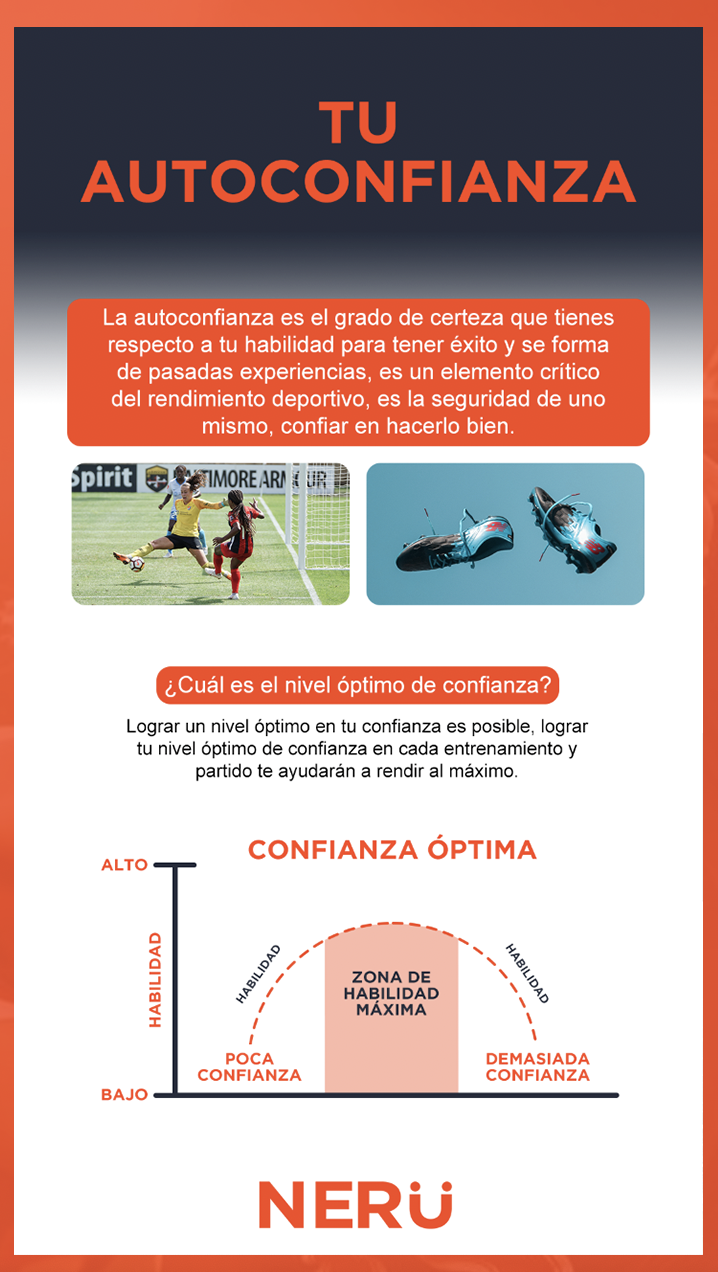 TU
AUTOCONFIANZA
La autoconfianza es el grado de certeza que tienes
respecto a tu habilidad para tener éxito y se forma
de pasadas experiencias, es un elemento crítico
del rendimiento deportivo, es la seguridad de uno
mismo, confiar en hacerlo bien.
Spirit
BALTIMORE ARMOUR
¿Cuál es el nivel óptimo de confianza?
Lograr un nivel óptimo en tu confianza es posible, lograr
tu nivel óptimo de confianza en cada entrenamiento y
partido te ayudarán a rendir al máximo.
CONFIANZA ÓPTIMA
ALTO
HABILIDAD
HABILIDAD
HABILIDAD
ZONA DE
HABILIDAD
MÁXIMA
POCA
CONFIANZA
DEMASIADA
CONFIANZA
BAJO
NERÜ